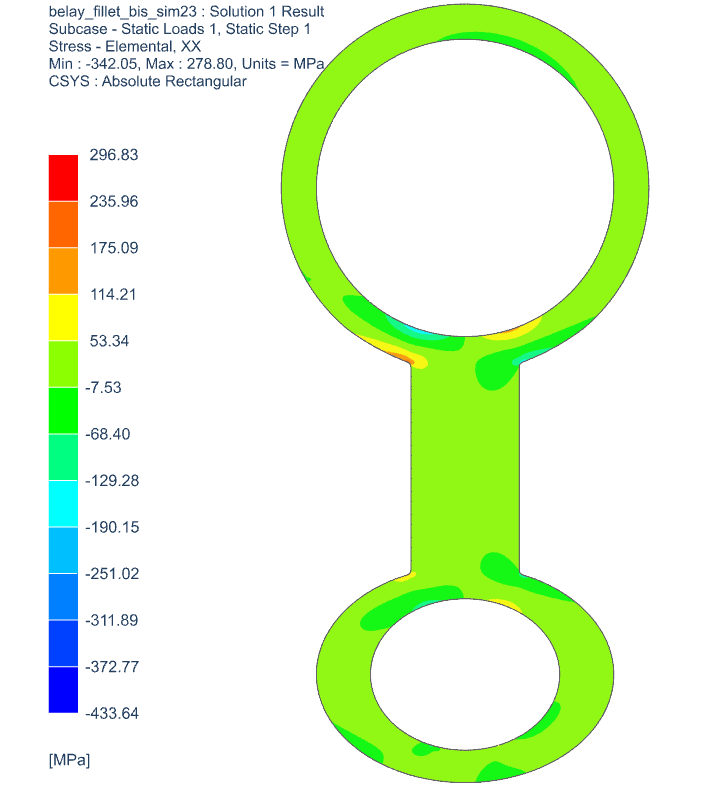 belay_fillet_bis_sim23 : Solution 1 Result
Subcase - Static Loads 1, Static Step 1
Stress - Elemental, XX
Min : -342.05, Max : 278.80, Units = MPa
CSYS : Absolute Rectangular
296.83
235.96
175.09
114.21
53.34
-7.53
-68.40
-129.28
-190.15
-251.02
-311.89
-372.77
-433.64
[MPa]